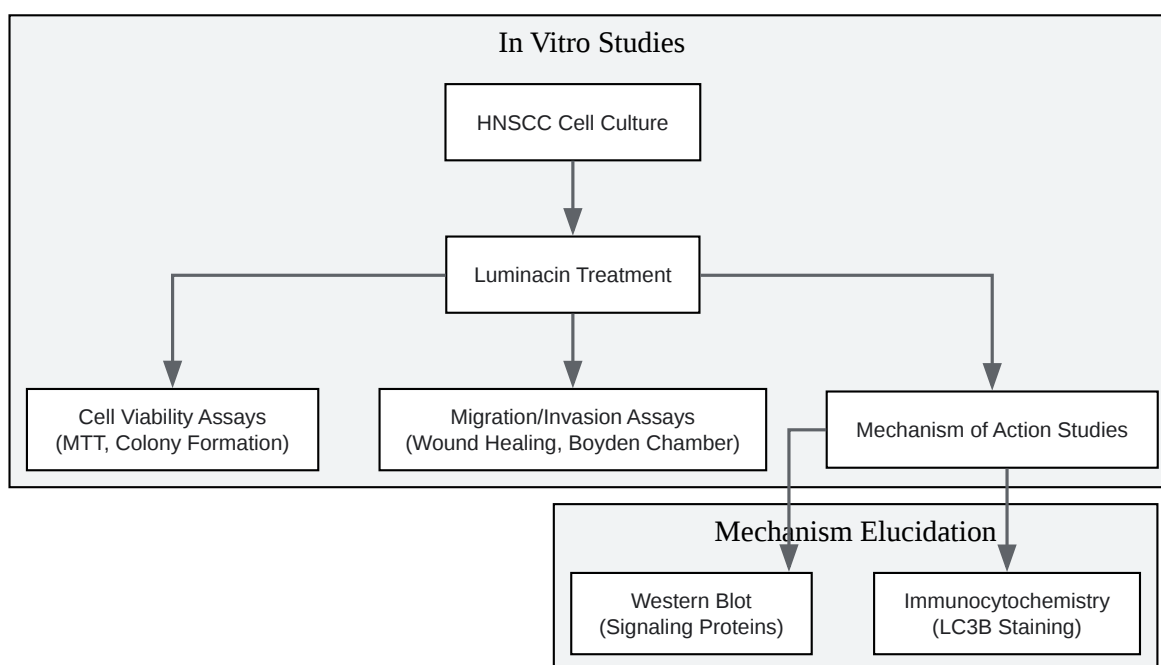 In Vitro Studies
HNSCC Cell Culture
Luminacin Treatment
Cell Viability Assays
(MTT, Colony Formation)
Migration/Invasion Assays
(Wound Healing, Boyden Chamber)
Mechanism of Action Studies
Mechanism Elucidation
Western Blot
(Signaling Proteins)
Immunocytochemistry
(LC3B Staining)